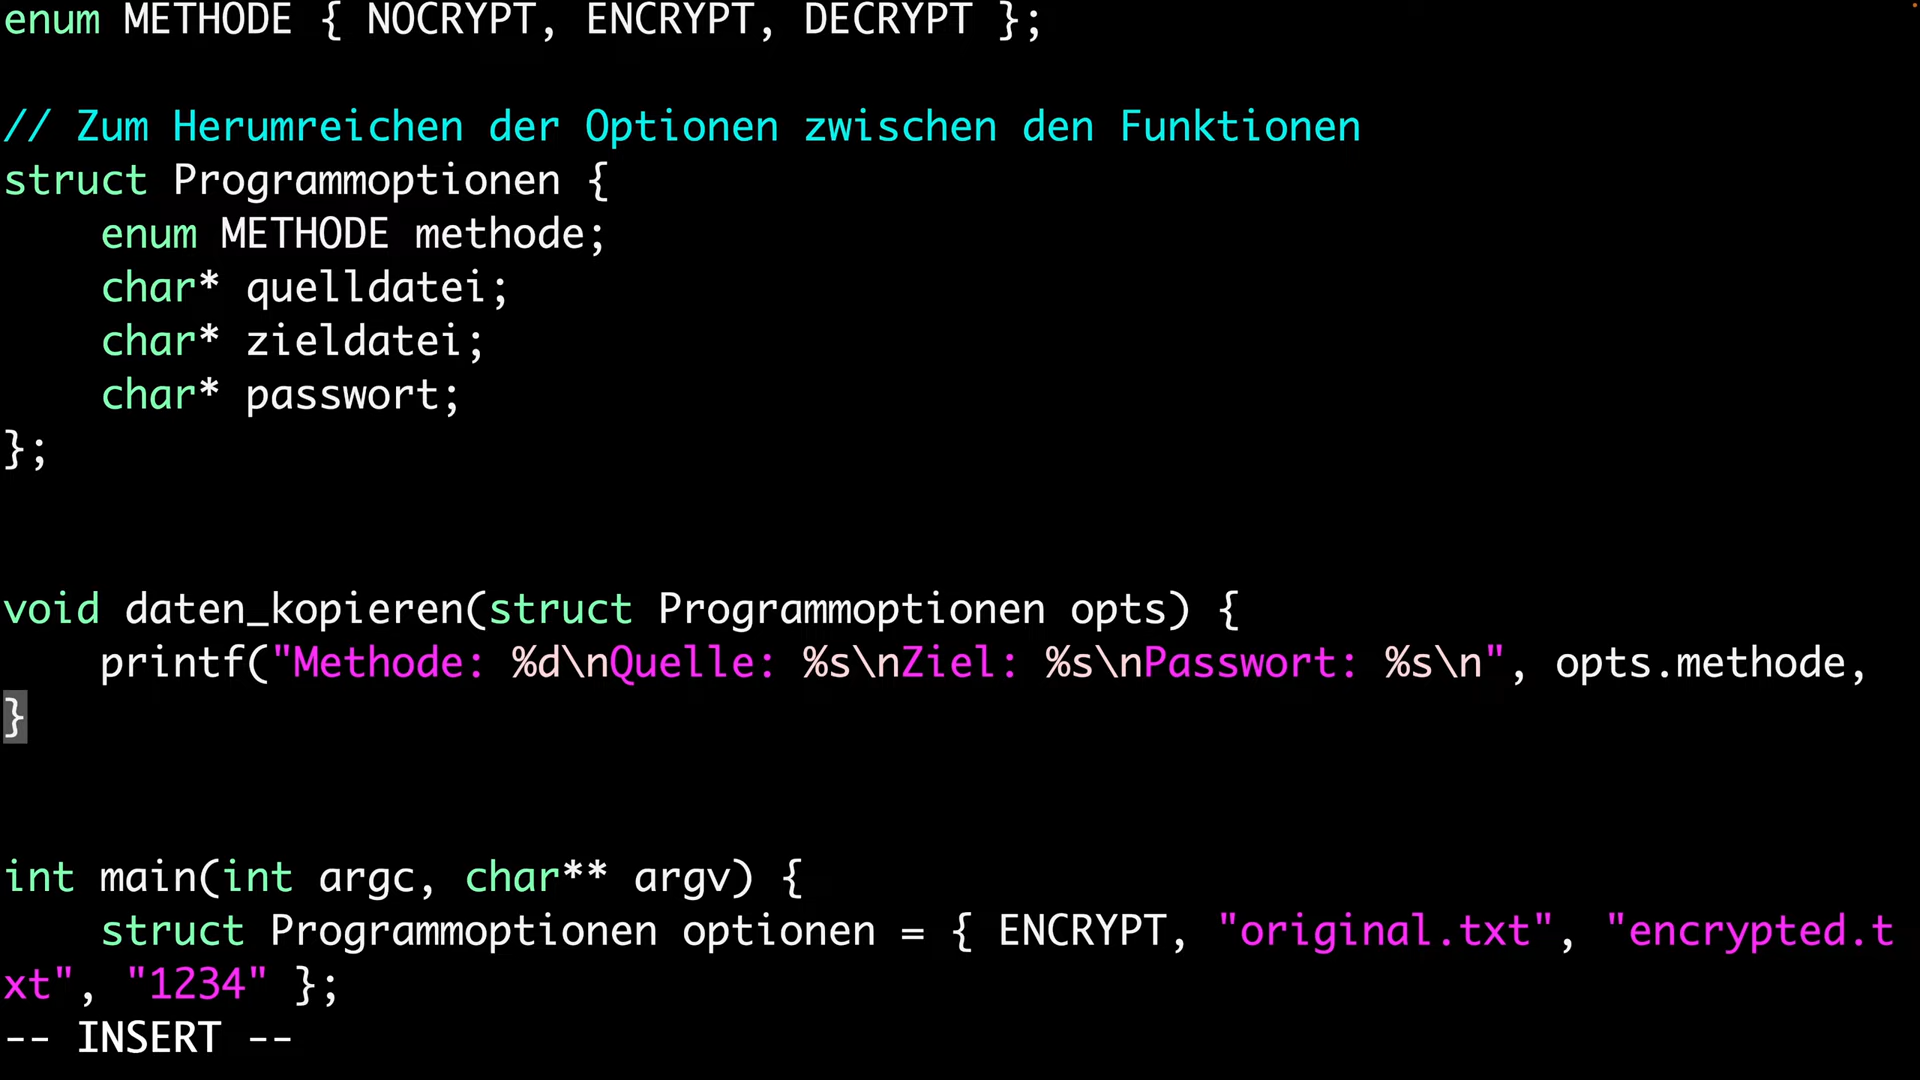 enum METHODE { NOCRYPT, ENCRYPT, DECRYPT };
// Zum Herumreichen der Optionen zwischen den Funktionen
struct Programmoptionen {
    enum METHODE methode;
    char* quelldatei;
    char* zieldatei;
    char* passwort;
};
void daten_kopieren(struct Programmoptionen opts) {
    printf("Methode: %d\nQuelle: %s\nZiel: %s\nPasswort: %s\n", opts.methode,
}
int main(int argc, char** argv) {
    struct Programmoptionen optionen = { ENCRYPT, "original.txt", "encrypted.t
xt", "1234" };
-- INSERT --